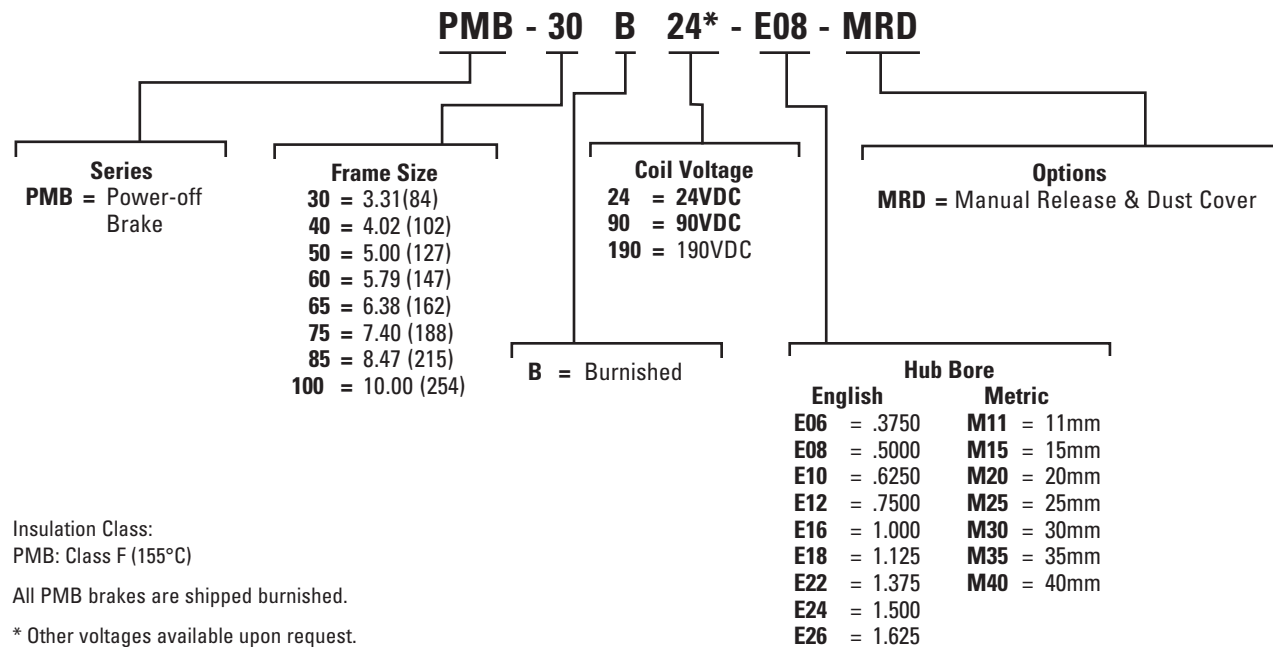 PMB - 30 B 24* - E08 - MRD
Series
PMB = Power-off
Brake
Frame Size
30 = 3.31(84)
40 = 4.02 (102)
50 = 5.00 (127)
60 = 5.79 (147)
65 = 6.38 (162)
75 = 7.40 (188)
85 = 8.47 (215)
100 = 10.00 (254)
B = Burnished
Coil Voltage
24 = 24VDC
90 = 90VDC
190 = 190VDC
Hub Bore
English
E06 = .3750
E08 = .5000
E10 = .6250
E12 = .7500
E16 = 1.000
E18 = 1.125
E22 = 1.375
E24 = 1.500
E26 = 1.625
Metric
M11 = 11mm
M15 = 15mm
M20 = 20mm
M25 = 25mm
M30 = 30mm
M35 = 35mm
M40 = 40mm
Options
MRD = Manual Release & Dust Cover
Insulation Class:
PMB: Class F (155°C)
All PMB brakes are shipped burnished.
* Other voltages available upon request.